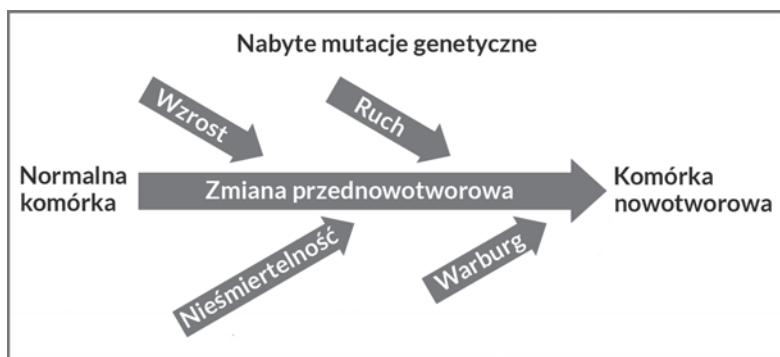 Nabyte mutacje genetyczne
Wzrost
Ruch
Normalna
komórka
Zmiana przednowotworowa
Komórka
nowotworowa
Nieśmiertelność
Warburg